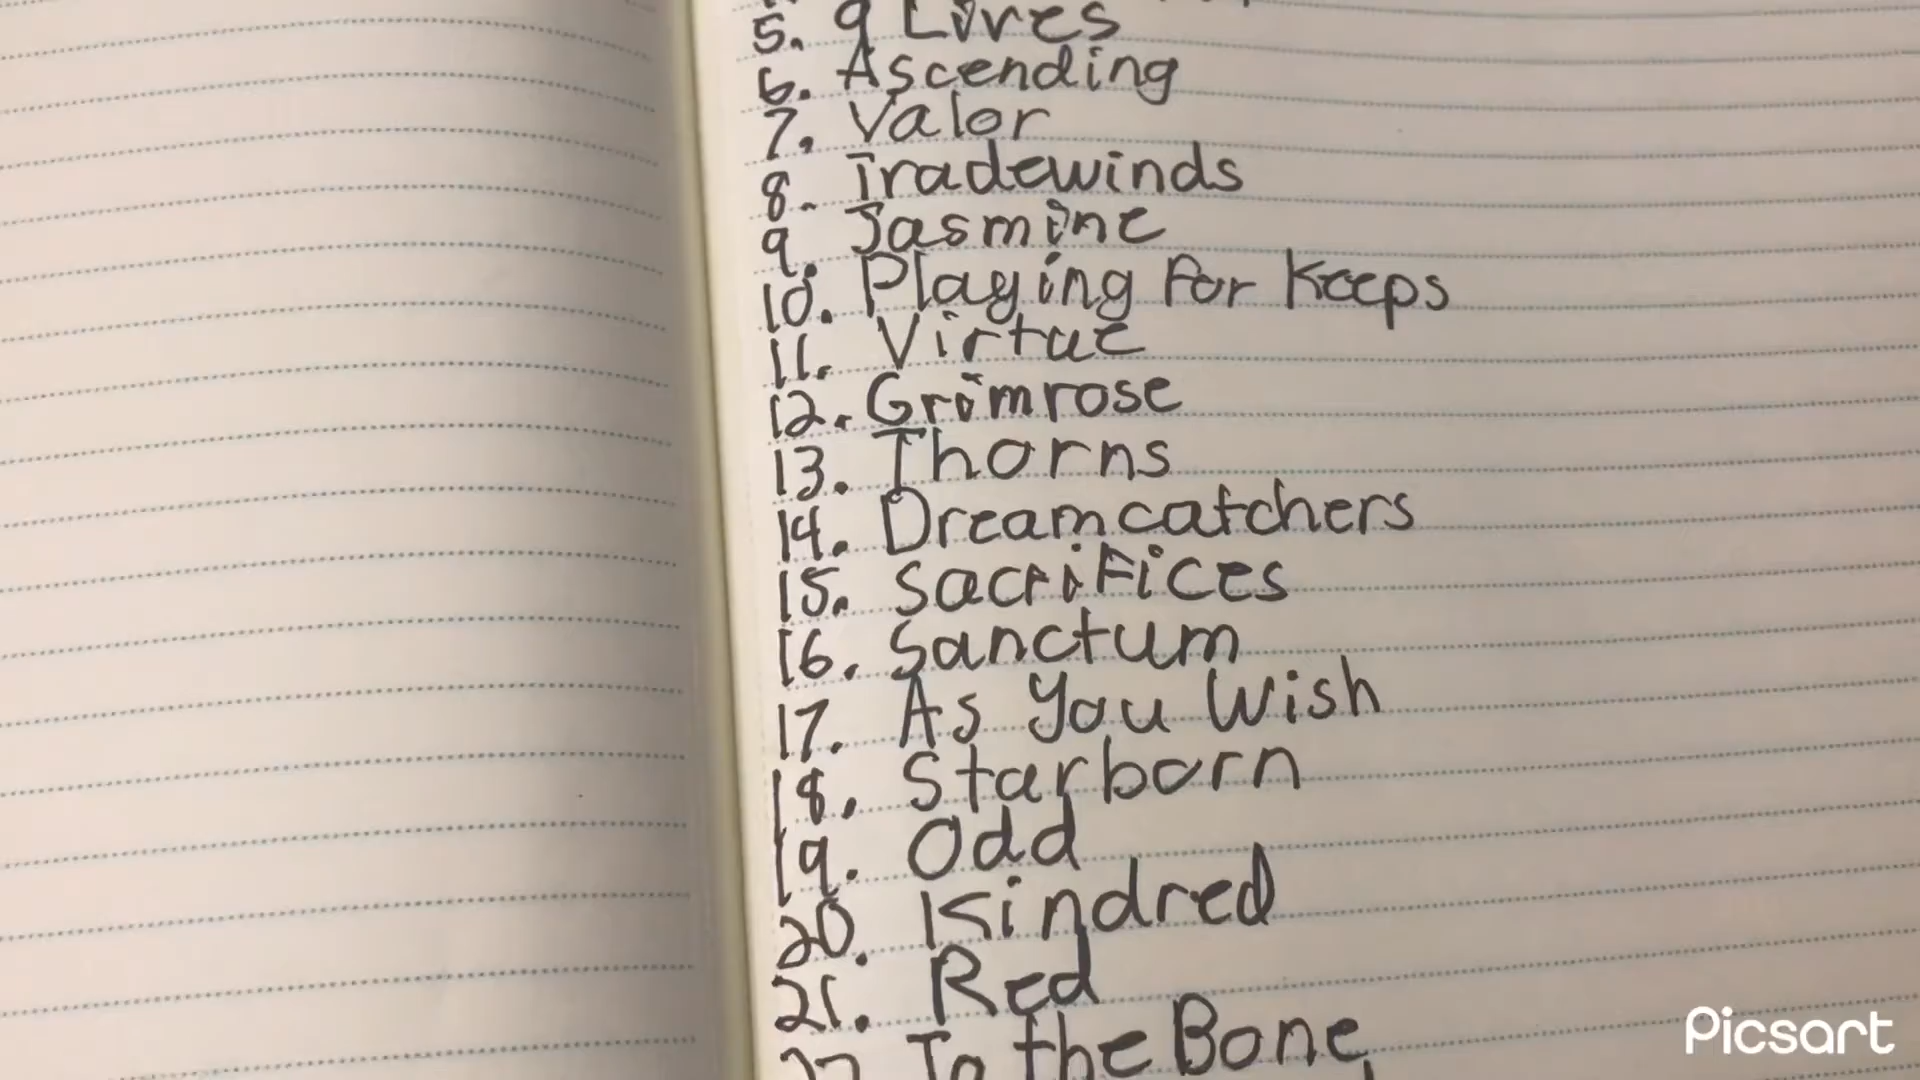 5. 9 Lives
6. Ascending
7. Valor
8. Tradewinds
9. Jasmine
10. Playing For Keeps
11. Virtue
12. Grimrose
13. Thorns
14. Dreamcatchers
15. Sacrifices
16. Sanctum
17. As You Wish
18. Starborn
19. Odd
20. Kindred
21. Red
22. To the Bone
Picsart